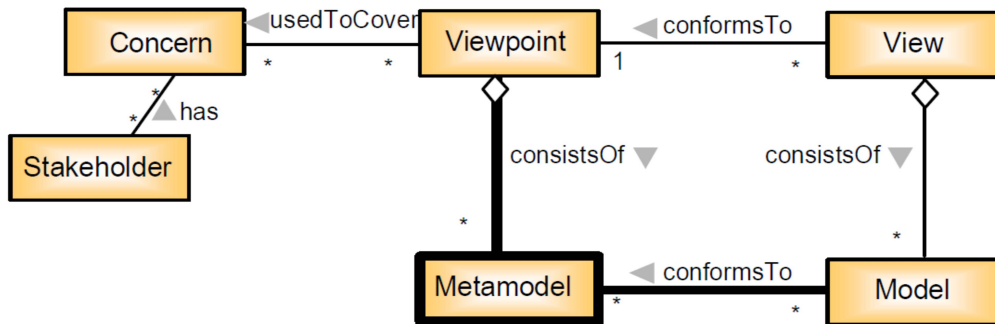 Concern
* usedToCover *
Viewpoint
1 conformsTo *
View
* has *
Stakeholder
consistsOf
*
consistsOf
*
Metamodel
* conformsTo *
Model